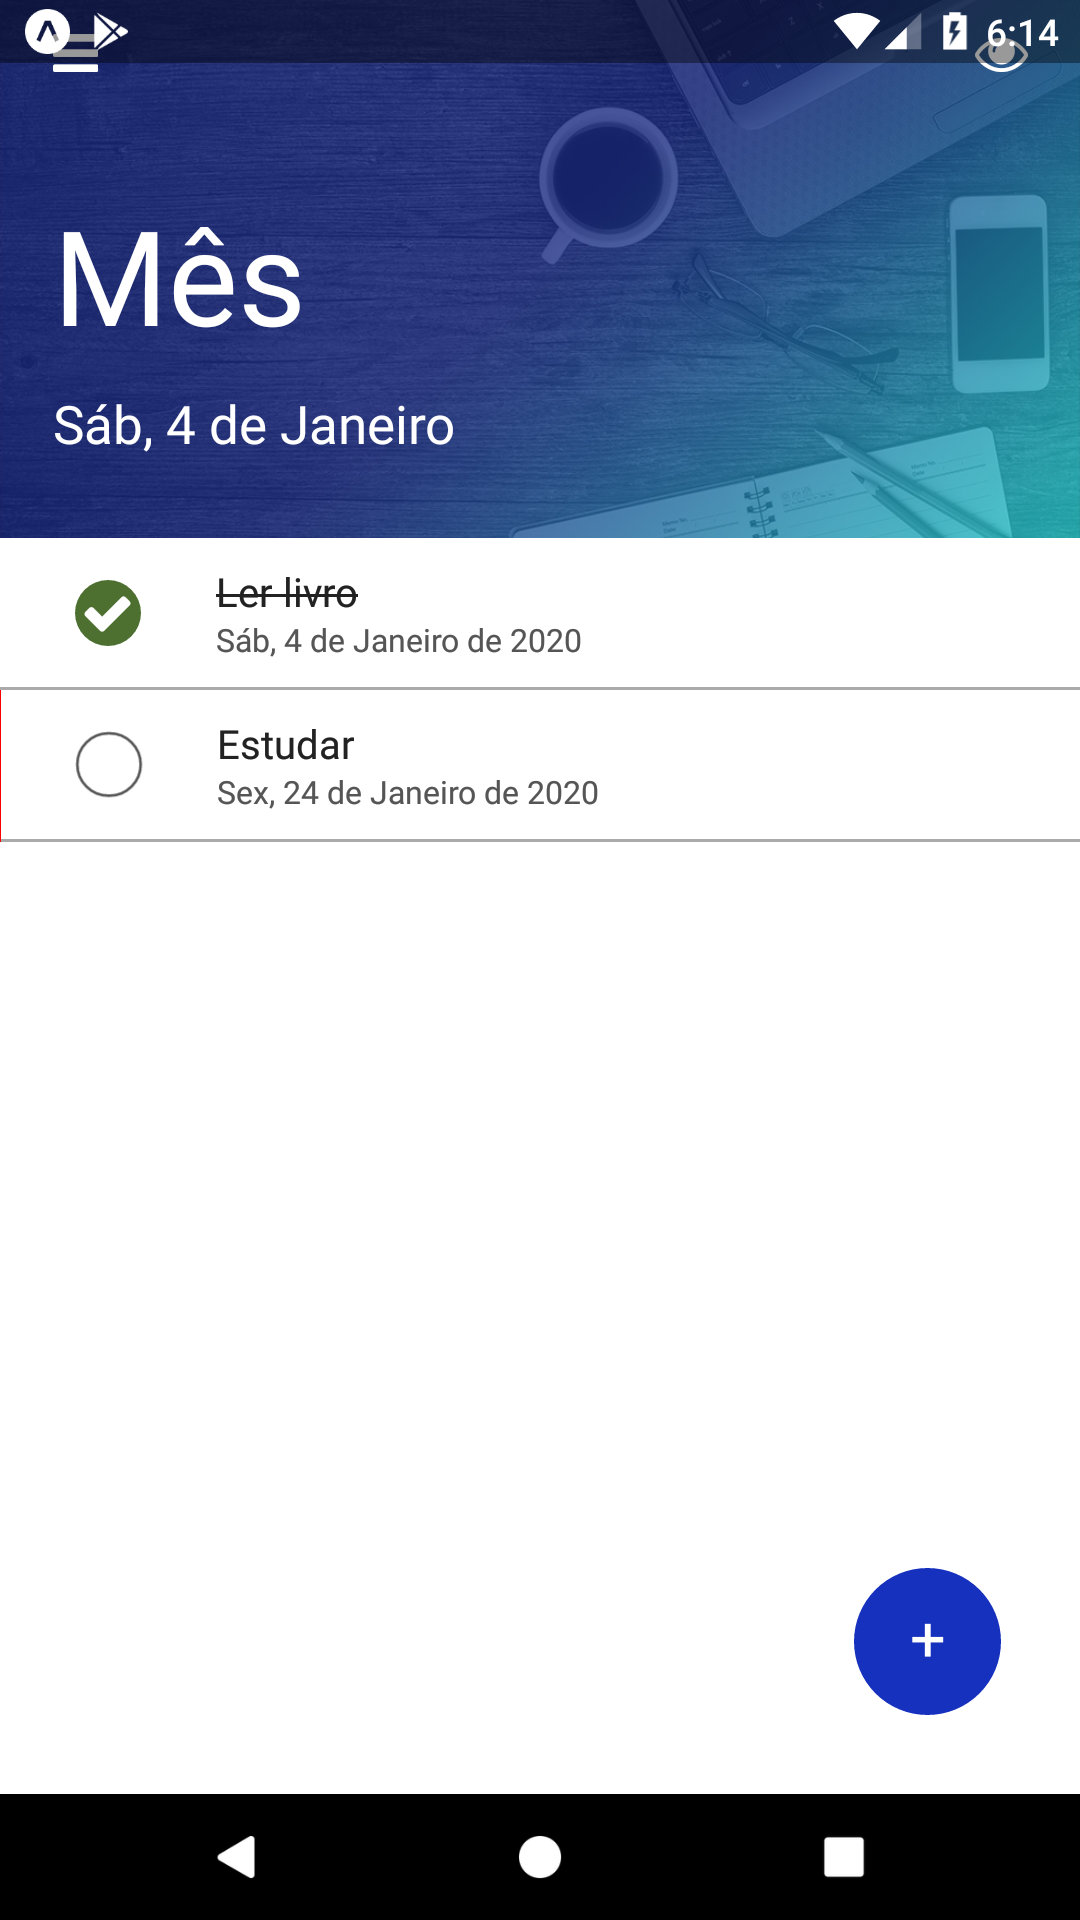 6:14
Mês
Sáb, 4 de Janeiro
Ler livro
Sáb, 4 de Janeiro de 2020
Estudar
Sex, 24 de Janeiro de 2020
+